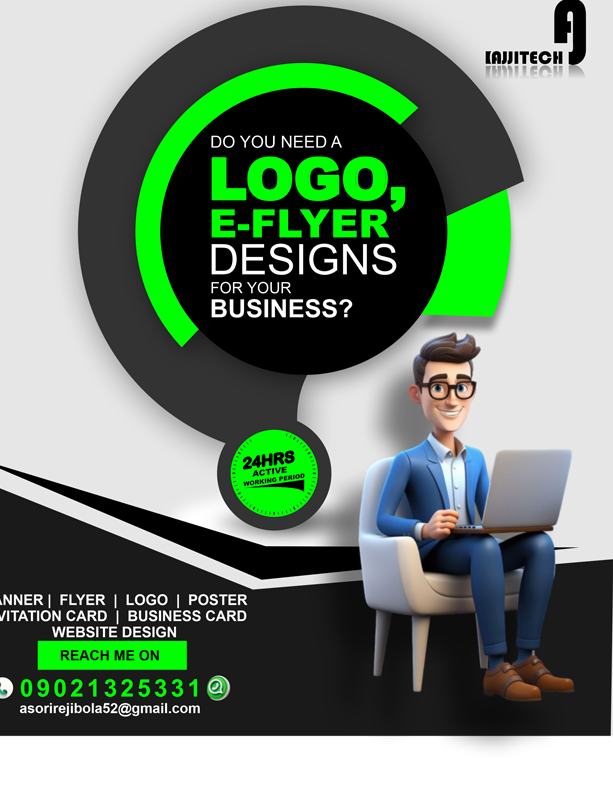 KAJJITECH
DO YOU NEED A
LOGO,
E-FLYER
DESIGNS
FOR YOUR
BUSINESS?
24HRS
ACTIVE
WORKING PERIOD
ANNER | FLYER | LOGO | POSTER
VITATION CARD | BUSINESS CARD
WEBSITE DESIGN
REACH ME ON
09021325331
asorirejibola52@gmail.com